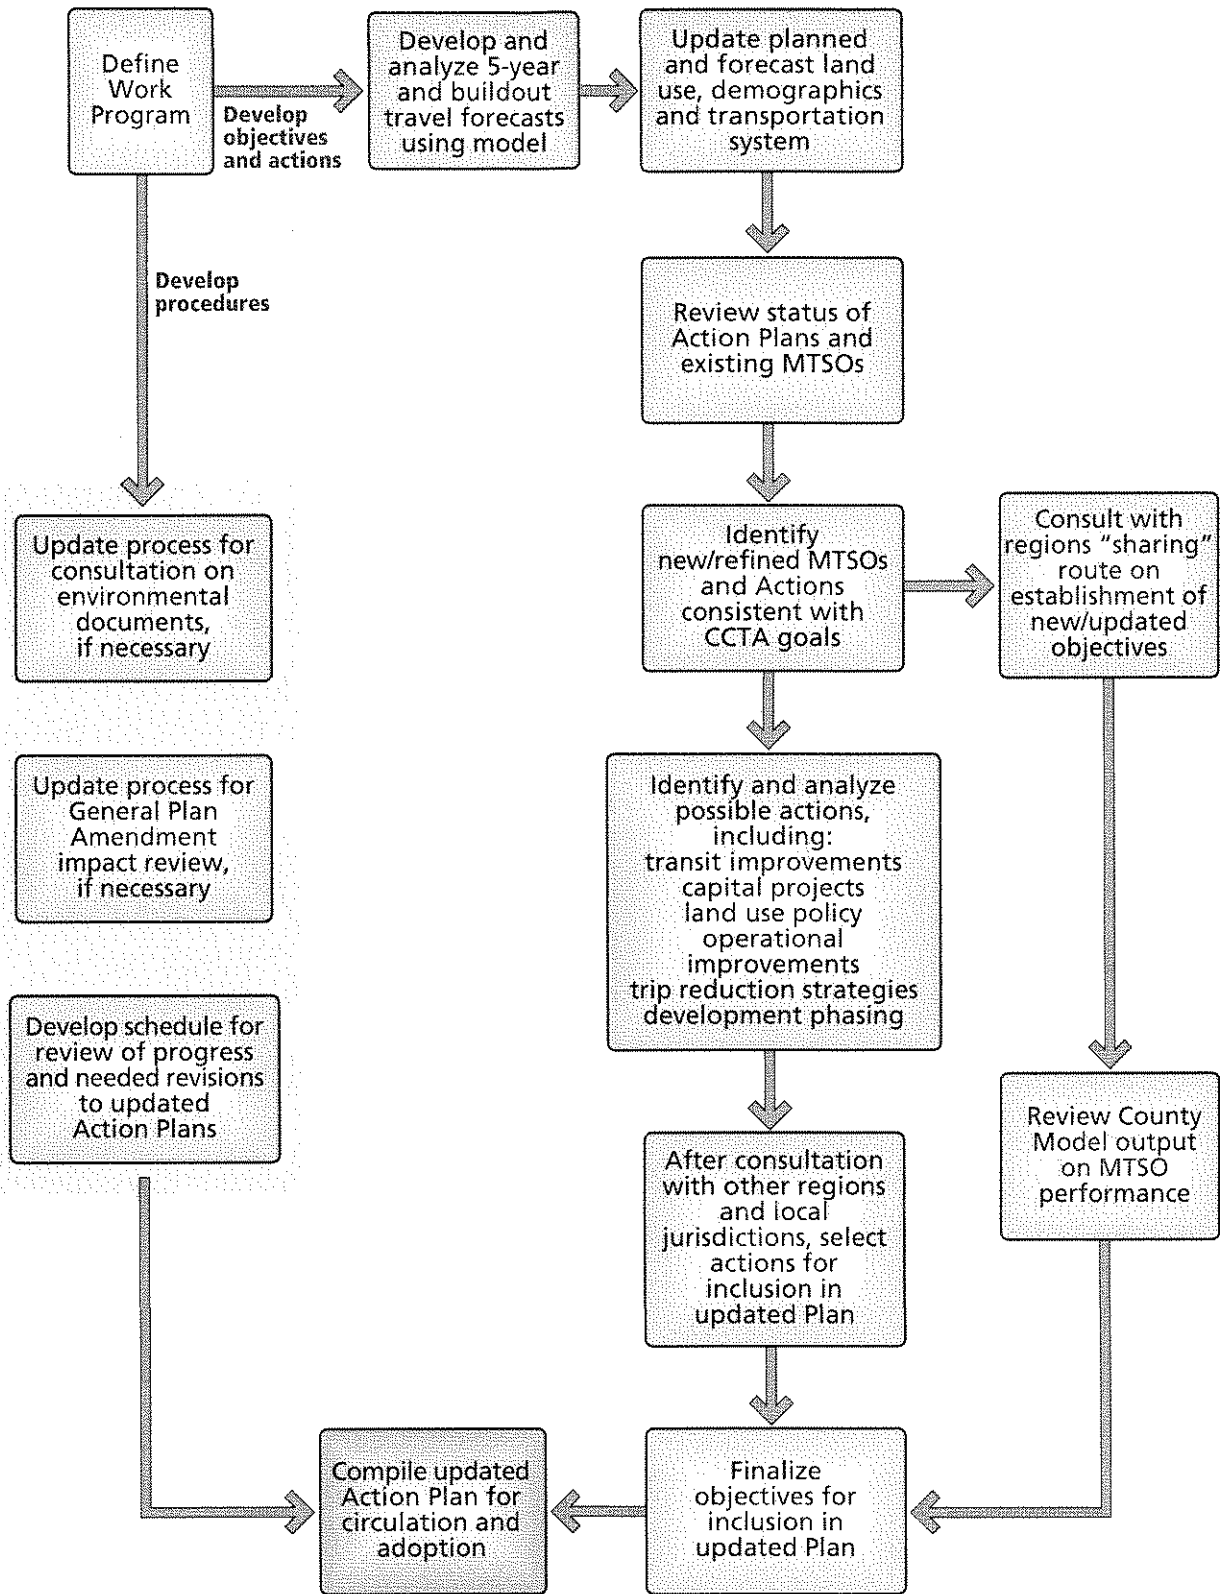 Define
Work
Program
Develop
objectives
and actions
Develop and
analyze 5-year
and buildout
travel forecasts
using model
Update planned
and forecast land
use, demographics
and transportation
system
Develop
procedures
Review status of
Action Plans and
existing MTSOs
Update process for
consultation on
environmental
documents,
if necessary
Identify
new/refined MTSOs
and Actions
consistent with
CCTA goals
Consult with
regions “sharing”
route on
establishment of
new/updated
objectives
Update process for
General Plan
Amendment
impact review,
if necessary
Identify and analyze
possible actions,
including:
transit improvements
capital projects
land use policy
operational
improvements
trip reduction strategies
development phasing
Develop schedule for
review of progress
and needed revisions
to updated
Action Plans
After consultation
with other regions
and local
jurisdictions, select
actions for
inclusion in
updated Plan
Review County
Model output
on MTSO
performance
Compile updated
Action Plan for
circulation and
adoption
Finalize
objectives for
inclusion in
updated Plan